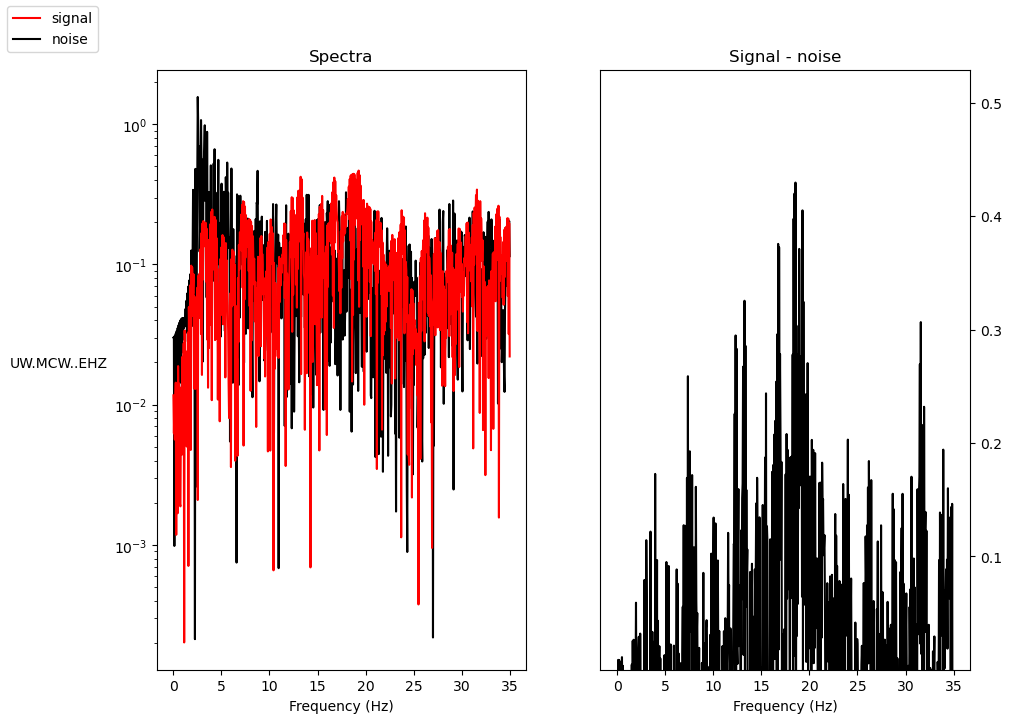 signal
noise
Spectra
Signal - noise
UW.MCW..EHZ
10^0
10^-1
10^-2
10^-3
0 5 10 15 20 25 30 35
Frequency (Hz)
0.5
0.4
0.3
0.2
0.1
0 5 10 15 20 25 30 35
Frequency (Hz)